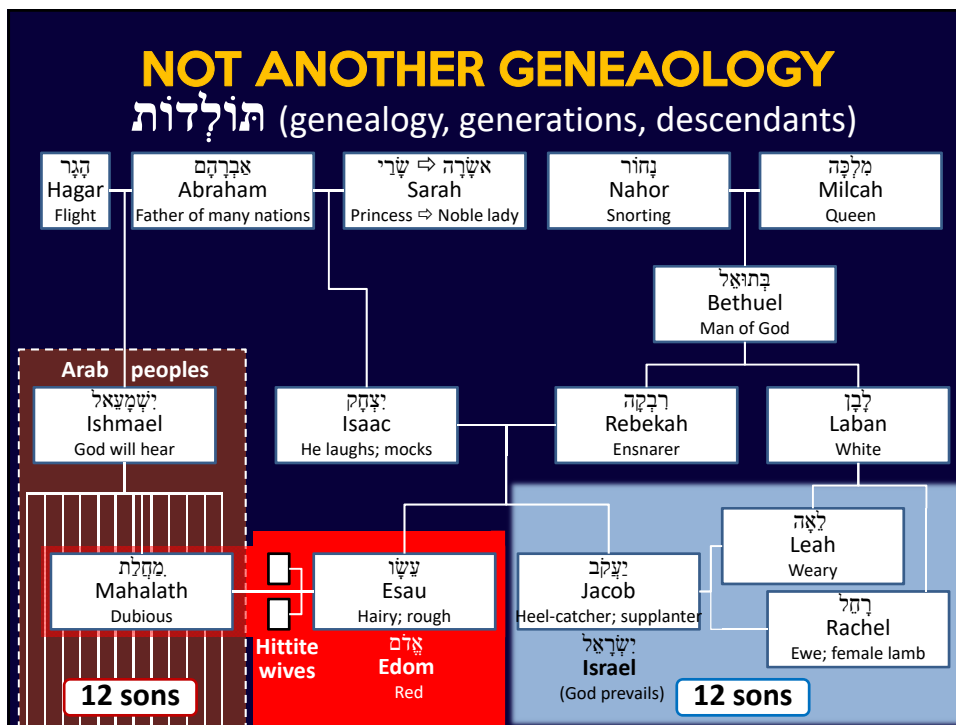 NOT ANOTHER GENEAOLOGY
תּוֹלְדוֹת (genealogy, generations, descendants)
הָגָר
Hagar
Flight
אַבְרָהָם
Abraham
Father of many nations
שָׂרַי ⇨ אשָׂרָה
Sarah
Princess ⇨ Noble lady
נָחוֹר
Nahor
Snorting
מִלְכָּה
Milcah
Queen
בְּתוּאֵל
Bethuel
Man of God
Arab peoples
יִשְׁמָעֵאל
Ishmael
God will hear
יִצְחָק
Isaac
He laughs; mocks
רִבְקָה
Rebekah
Ensnarer
לָבָן
Laban
White
לֵאָה
Leah
Weary
מַחֲלַת
Mahalath
Dubious
עֵשָׂו
Esau
Hairy; rough
יַעֲקֹב
Jacob
Heel-catcher; supplanter
רָחֵל
Rachel
Ewe; female lamb
Hittite
wives
אֱדֹם
Edom
Red
יִשְׂרָאֵל
Israel
(God prevails)
12 sons
12 sons